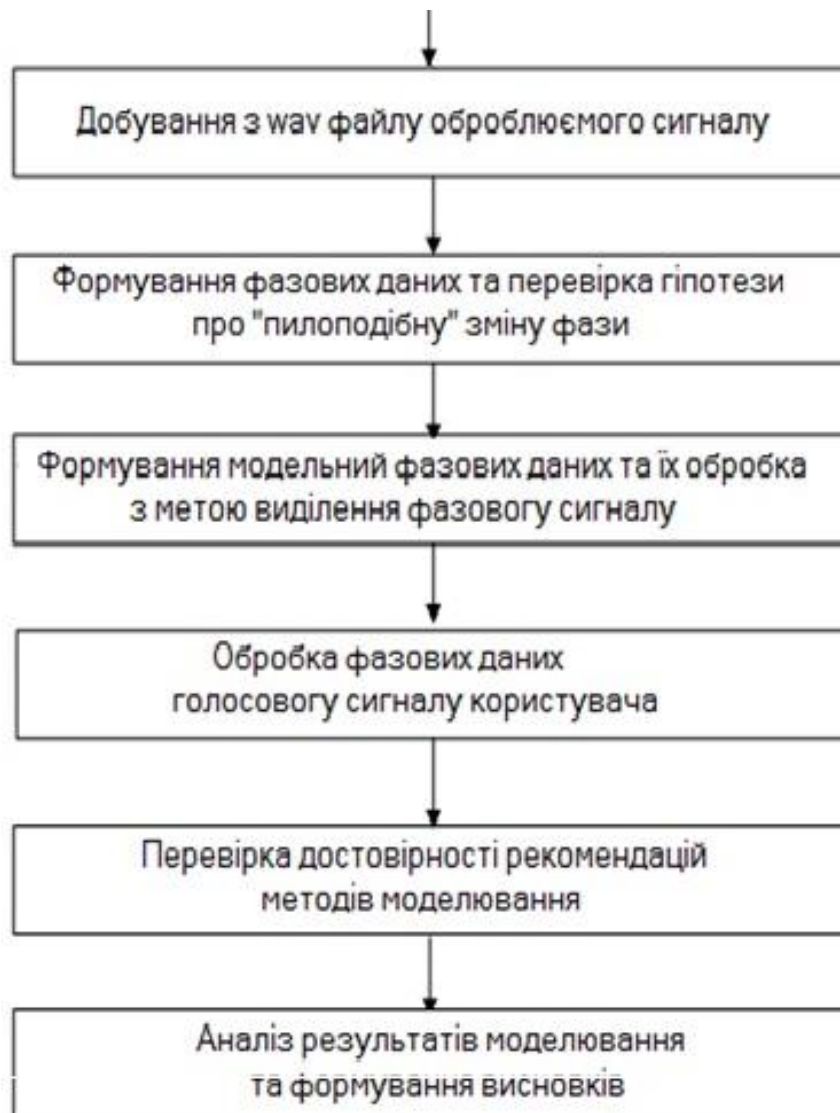 Добування з wav файлу оброблюємого сигналу
Формування фазових даних та перевірка гіпотези
про "пилоподібну" зміну фази
Формування модельний фазових даних та їх обробка
з метою виділення фазовогу сигналу
Обробка фазових даних
голосовогу сигналу користувача
Перевірка достовірності рекомендацій
методів моделювання
Аналіз результатів моделювання
та формування висновків